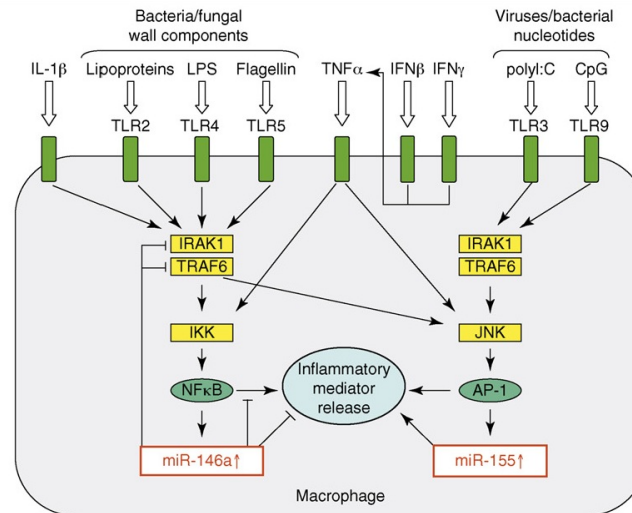 Bacteria/fungal
wall components
Viruses/bacterial
nucleotides
IL-1β
Lipoproteins
LPS
Flagellin
TNFα
IFNβ
IFNγ
polyI:C
CpG
TLR2
TLR4
TLR5
TLR3
TLR9
IRAK1
TRAF6
IRAK1
TRAF6
IKK
JNK
NFκB
Inflammatory
mediator
release
AP-1
miR-146a↑
miR-155↑
Macrophage